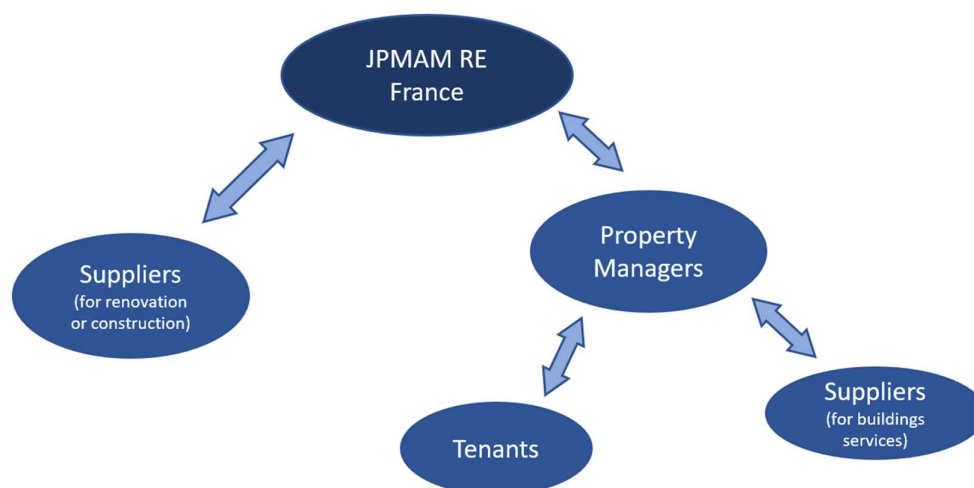 JPMAM RE
France
Property
Managers
Suppliers
(for renovation
or construction)
Suppliers
(for buildings
services)
Tenants